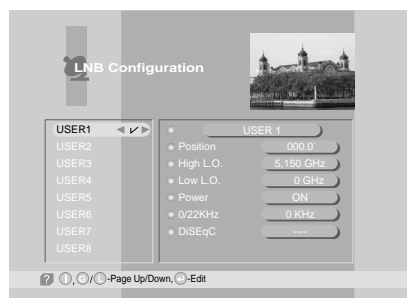 LNB Configuration
USER1
USER2
USER3
USER4
USER5
USER6
USER7
USER8
USER 1
Position 000.0°
High L.O. 5,150 GHz
Low L.O. 0 GHz
Power ON
0/22KHz 0 KHz
DiSEqC ----
? I, G / L -Page Up/Down, -Edit